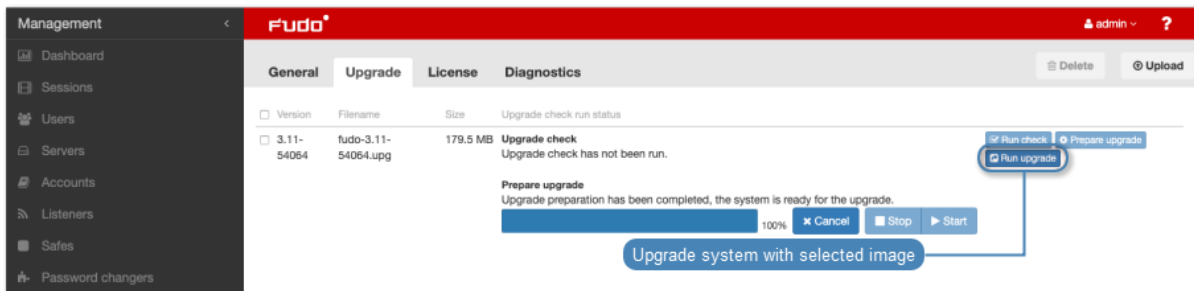 Management
FUDO
admin
?
Dashboard
Sessions
Users
Servers
Accounts
Listeners
Safes
Password changers
General Upgrade License Diagnostics
Delete Upload
Version Filename Size Upgrade check run status
3.11- fudo-3.11- 179.5 MB Upgrade check
54064 54064.upg Upgrade check has not been run.
Run check Prepare upgrade
Run upgrade
Prepare upgrade
Upgrade preparation has been completed, the system is ready for the upgrade.
100% Cancel Stop Start
Upgrade system with selected image